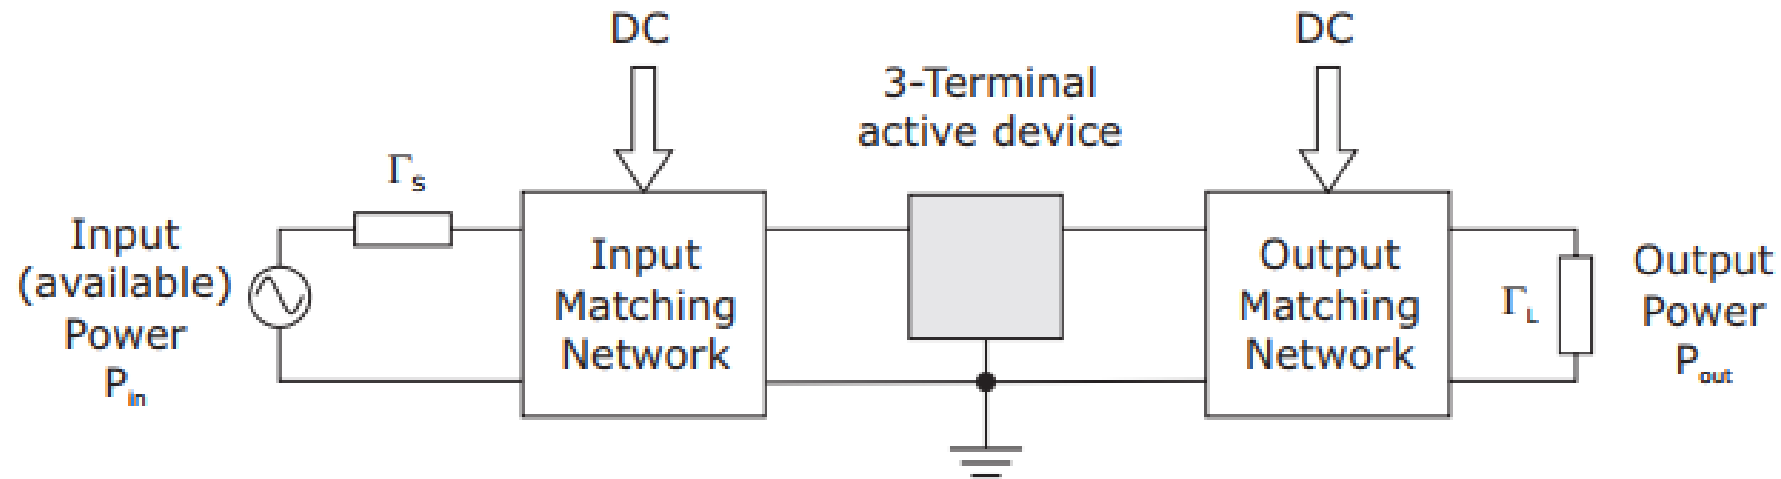 DC
DC
3-Terminal
active device
Γs
Input
(available)
Power
Pin
Input
Matching
Network
Output
Matching
Network
ΓL
Output
Power
Pout